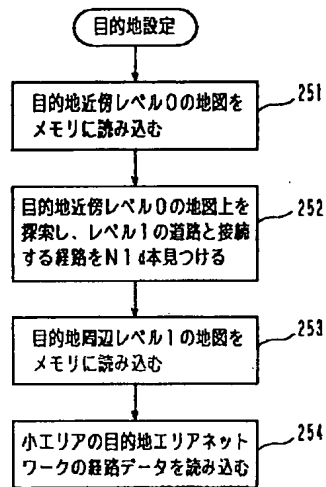 目的地設定
目的地近傍レベル0の地図を
メモリに読み込む
251
目的地近傍レベル0の地図上を
探索し、レベル1の道路と接続
する経路をN1d本見つける
252
目的地周辺レベル1の地図を
メモリに読み込む
253
小エリアの目的地エリアネット
ワークの経路データを読み込む
254